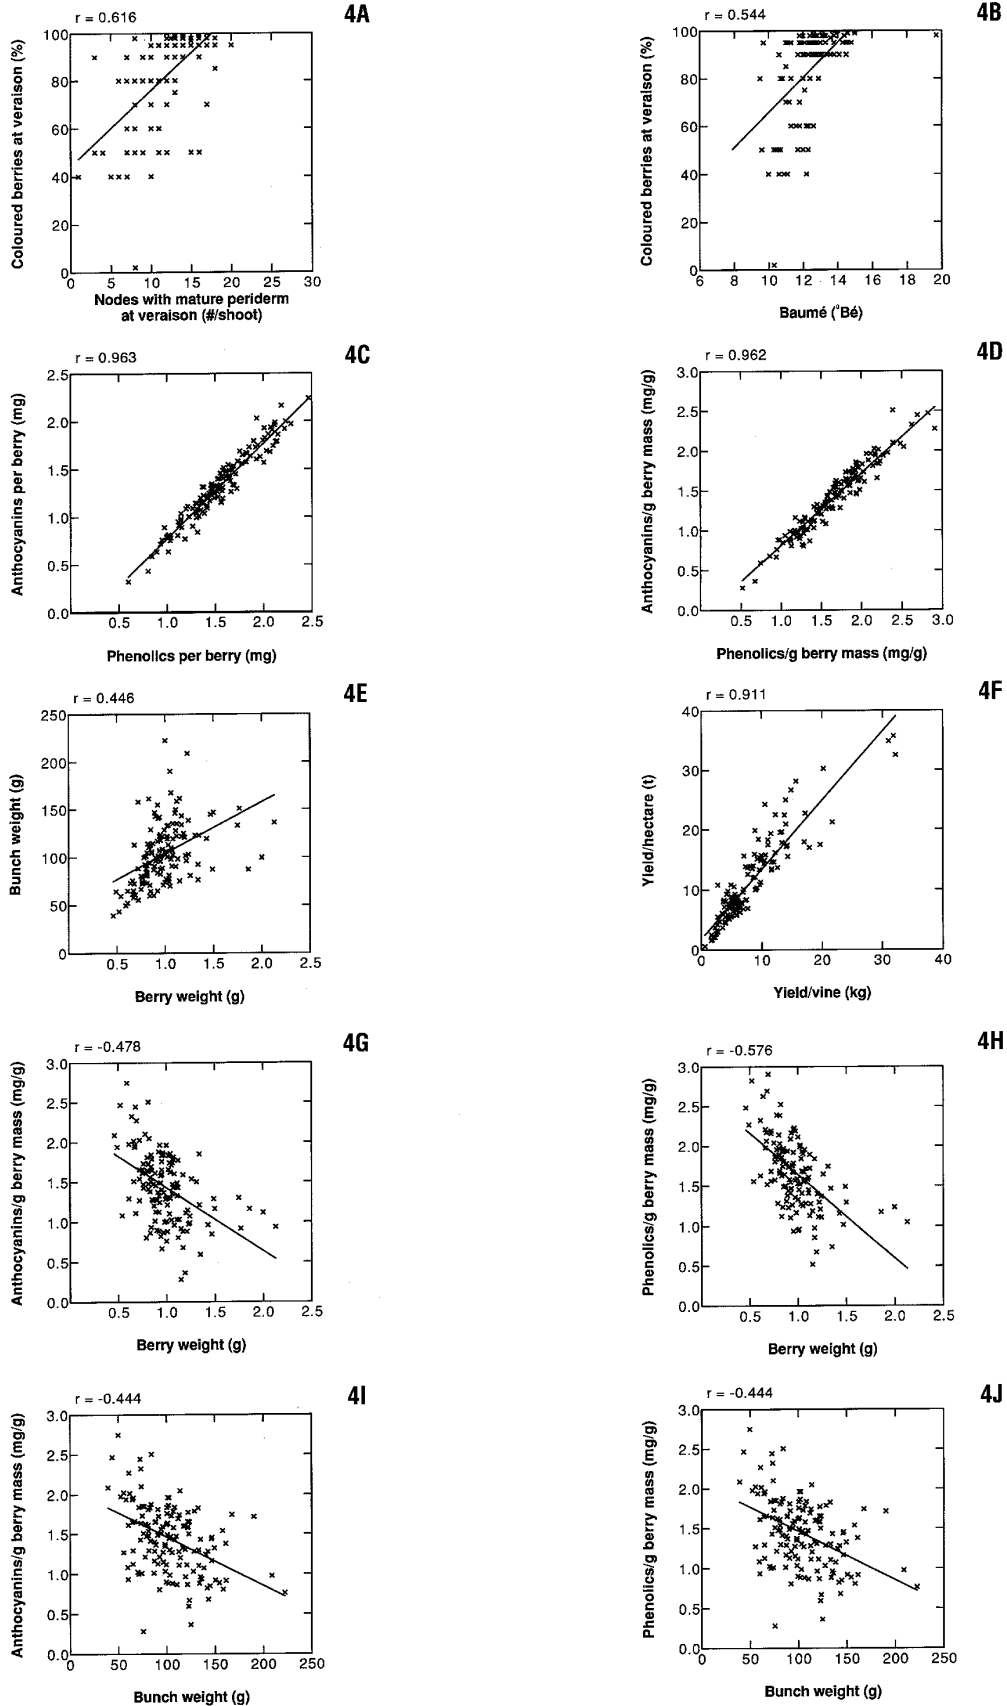 r = 0.616
4A
Coloured berries at veraison (%)
100
80
60
40
20
0
0 5 10 15 20 25 30
Nodes with mature periderm
at veraison (#/shoot)
r = 0.544
4B
Coloured berries at veraison (%)
100
80
60
40
20
0
6 8 10 12 14 16 18 20
Baumé (°Bé)
r = 0.963
4C
Anthocyanins per berry (mg)
2.5
2.0
1.5
1.0
0.5
0.0
0.5 1.0 1.5 2.0 2.5
Phenolics per berry (mg)
r = 0.962
4D
Anthocyanins/g berry mass (mg/g)
3.0
2.5
2.0
1.5
1.0
0.5
0.0
0.5 1.0 1.5 2.0 2.5 3.0
Phenolics/g berry mass (mg/g)
r = 0.446
4E
Bunch weight (g)
250
200
150
100
50
0
0.5 1.0 1.5 2.0 2.5
Berry weight (g)
r = 0.911
4F
Yield/hectare (t)
40
30
20
10
0
0 10 20 30 40
Yield/vine (kg)
r = -0.478
4G
Anthocyanins/g berry mass (mg/g)
3.0
2.5
2.0
1.5
1.0
0.5
0.0
0.5 1.0 1.5 2.0 2.5
Berry weight (g)
r = -0.576
4H
Phenolics/g berry mass (mg/g)
3.0
2.5
2.0
1.5
1.0
0.5
0.0
0.5 1.0 1.5 2.0 2.5
Berry weight (g)
r = -0.444
4I
Anthocyanins/g berry mass (mg/g)
3.0
2.5
2.0
1.5
1.0
0.5
0.0
0 50 100 150 200 250
Bunch weight (g)
r = -0.444
4J
Phenolics/g berry mass (mg/g)
3.0
2.5
2.0
1.5
1.0
0.5
0.0
0 50 100 150 200 250
Bunch weight (g)